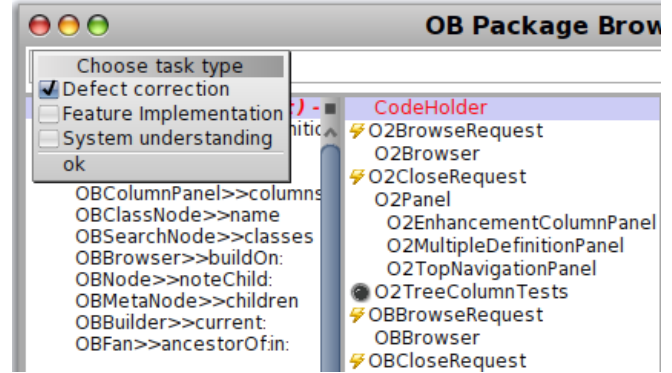 OB Package Brow
Choose task type
Defect correction
Feature Implementation
System understanding
ok
) -
nitio
OBColumnPanel>>columns
OBClassNode>>name
OBSearchNode>>classes
OBBrowser>>buildOn:
OBNode>>noteChild:
OBMetaNode>>children
OBBuilder>>current:
OBFan>>ancestorOf:in:
CodeHolder
O2BrowseRequest
O2Browser
O2CloseRequest
O2Panel
O2EnhancementColumnPanel
O2MultipleDefinitionPanel
O2TopNavigationPanel
O2TreeColumnTests
OBBrowseRequest
OBBrowser
OBCloseRequest